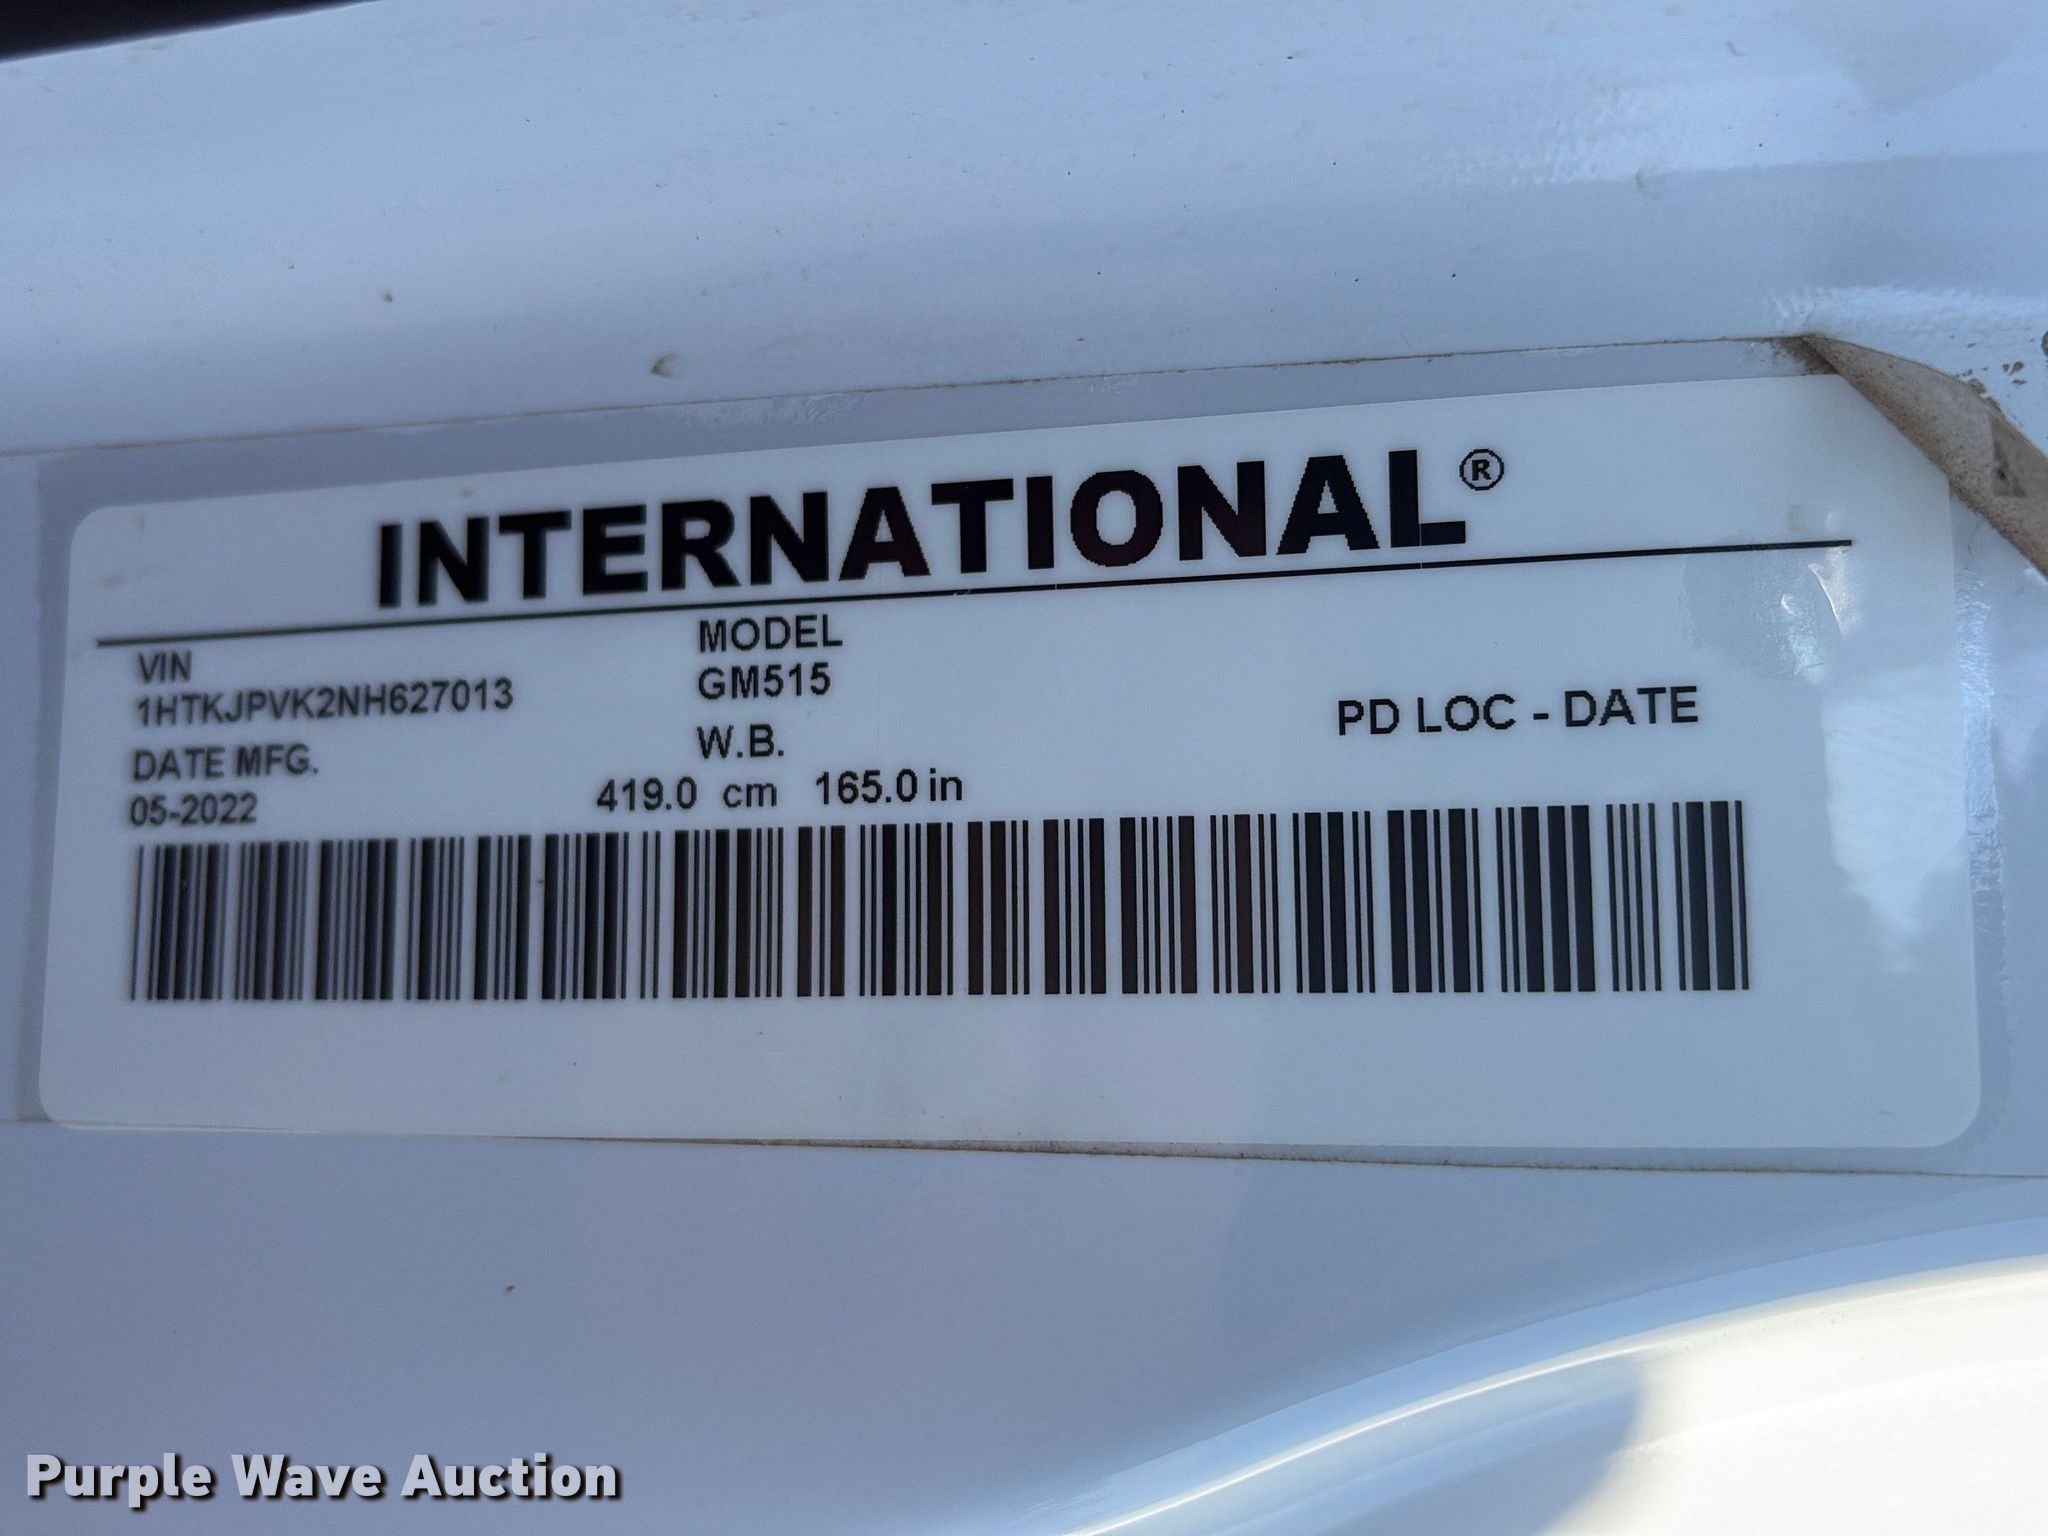 INTERNATIONAL®
VIN
1HTKJPVK2NH627013
MODEL
GM515
DATE MFG.
05-2022
W.B.
419.0 cm 165.0 in
PD LOC - DATE
Purple Wave Auction